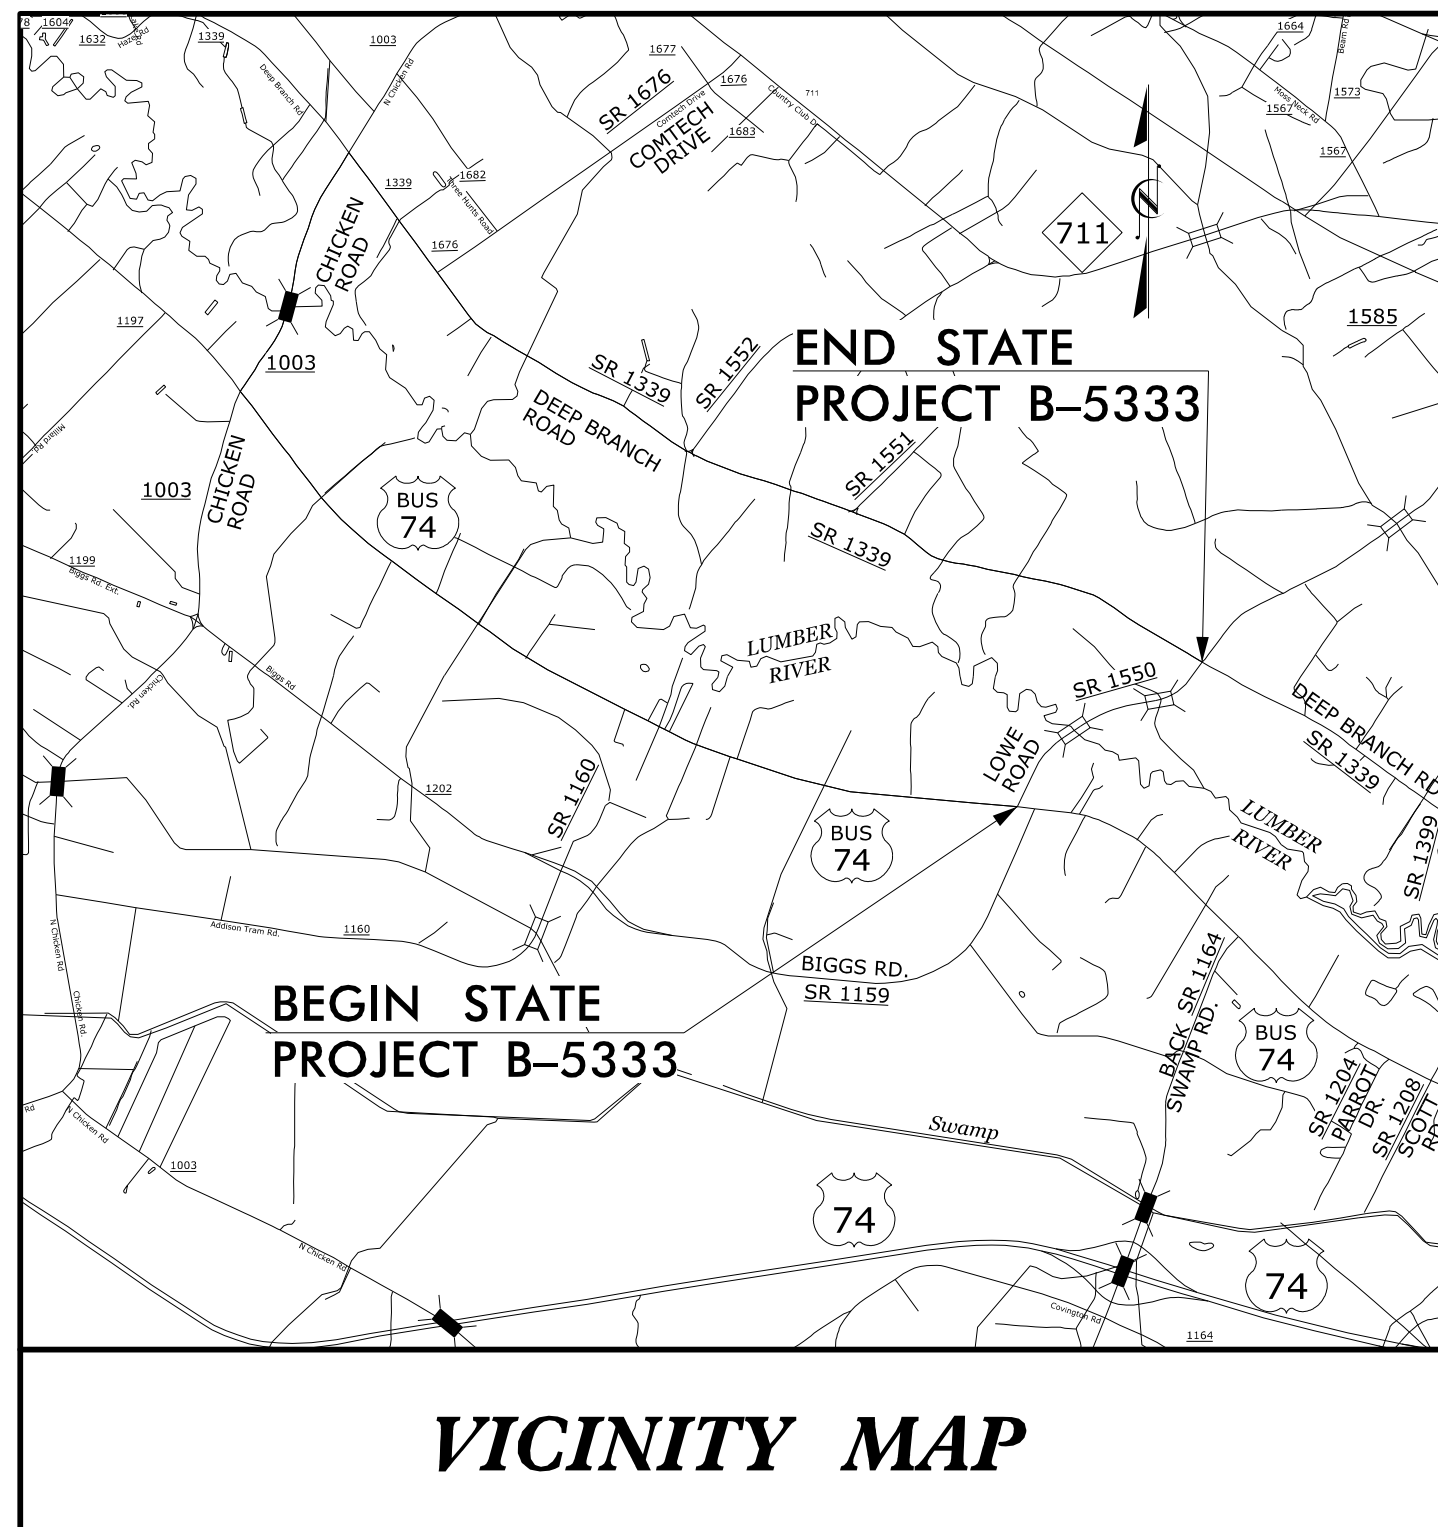 78
1604
1632
Hazel Rd
1339
Deep Branch Rd
1003
N Chicken Rd
1677
1676
SR 1676
Comtech Drive
COMTECH
DRIVE
Country Club Dr
711
1683
1664
Beam Rd
1573
Moss Neck Rd
1567
1567
1339
1682
Three Hunts Road
1676
CHICKEN
ROAD
711
1197
1003
1585
END STATE
PROJECT B–5333
SR 1339
SR 1552
DEEP BRANCH
ROAD
SR 1551
SR 1339
Millard Rd
1003
CHICKEN
ROAD
BUS
74
1199
Biggs Rd. Ext.
Biggs Rd
Chicken Rd.
LUMBER
RIVER
SR 1550
LOWE
ROAD
DEEP BRANCH RD
SR 1339
1202
SR 1160
BUS
74
LUMBER
RIVER
SR 1399
N Chicken Rd
Addison Tram Rd.
1160
BIGGS RD.
SR 1159
SR 1164
BACK
SWAMP RD.
Chicken Rd
BEGIN STATE
PROJECT B–5333
BUS
74
SR 1204
PARROT
DR.
SR 1208
SCOTT
Rd
N Chicken Rd
1003
Swamp
74
74
N Chicken Rd
Covington Rd
1164
VICINITY MAP